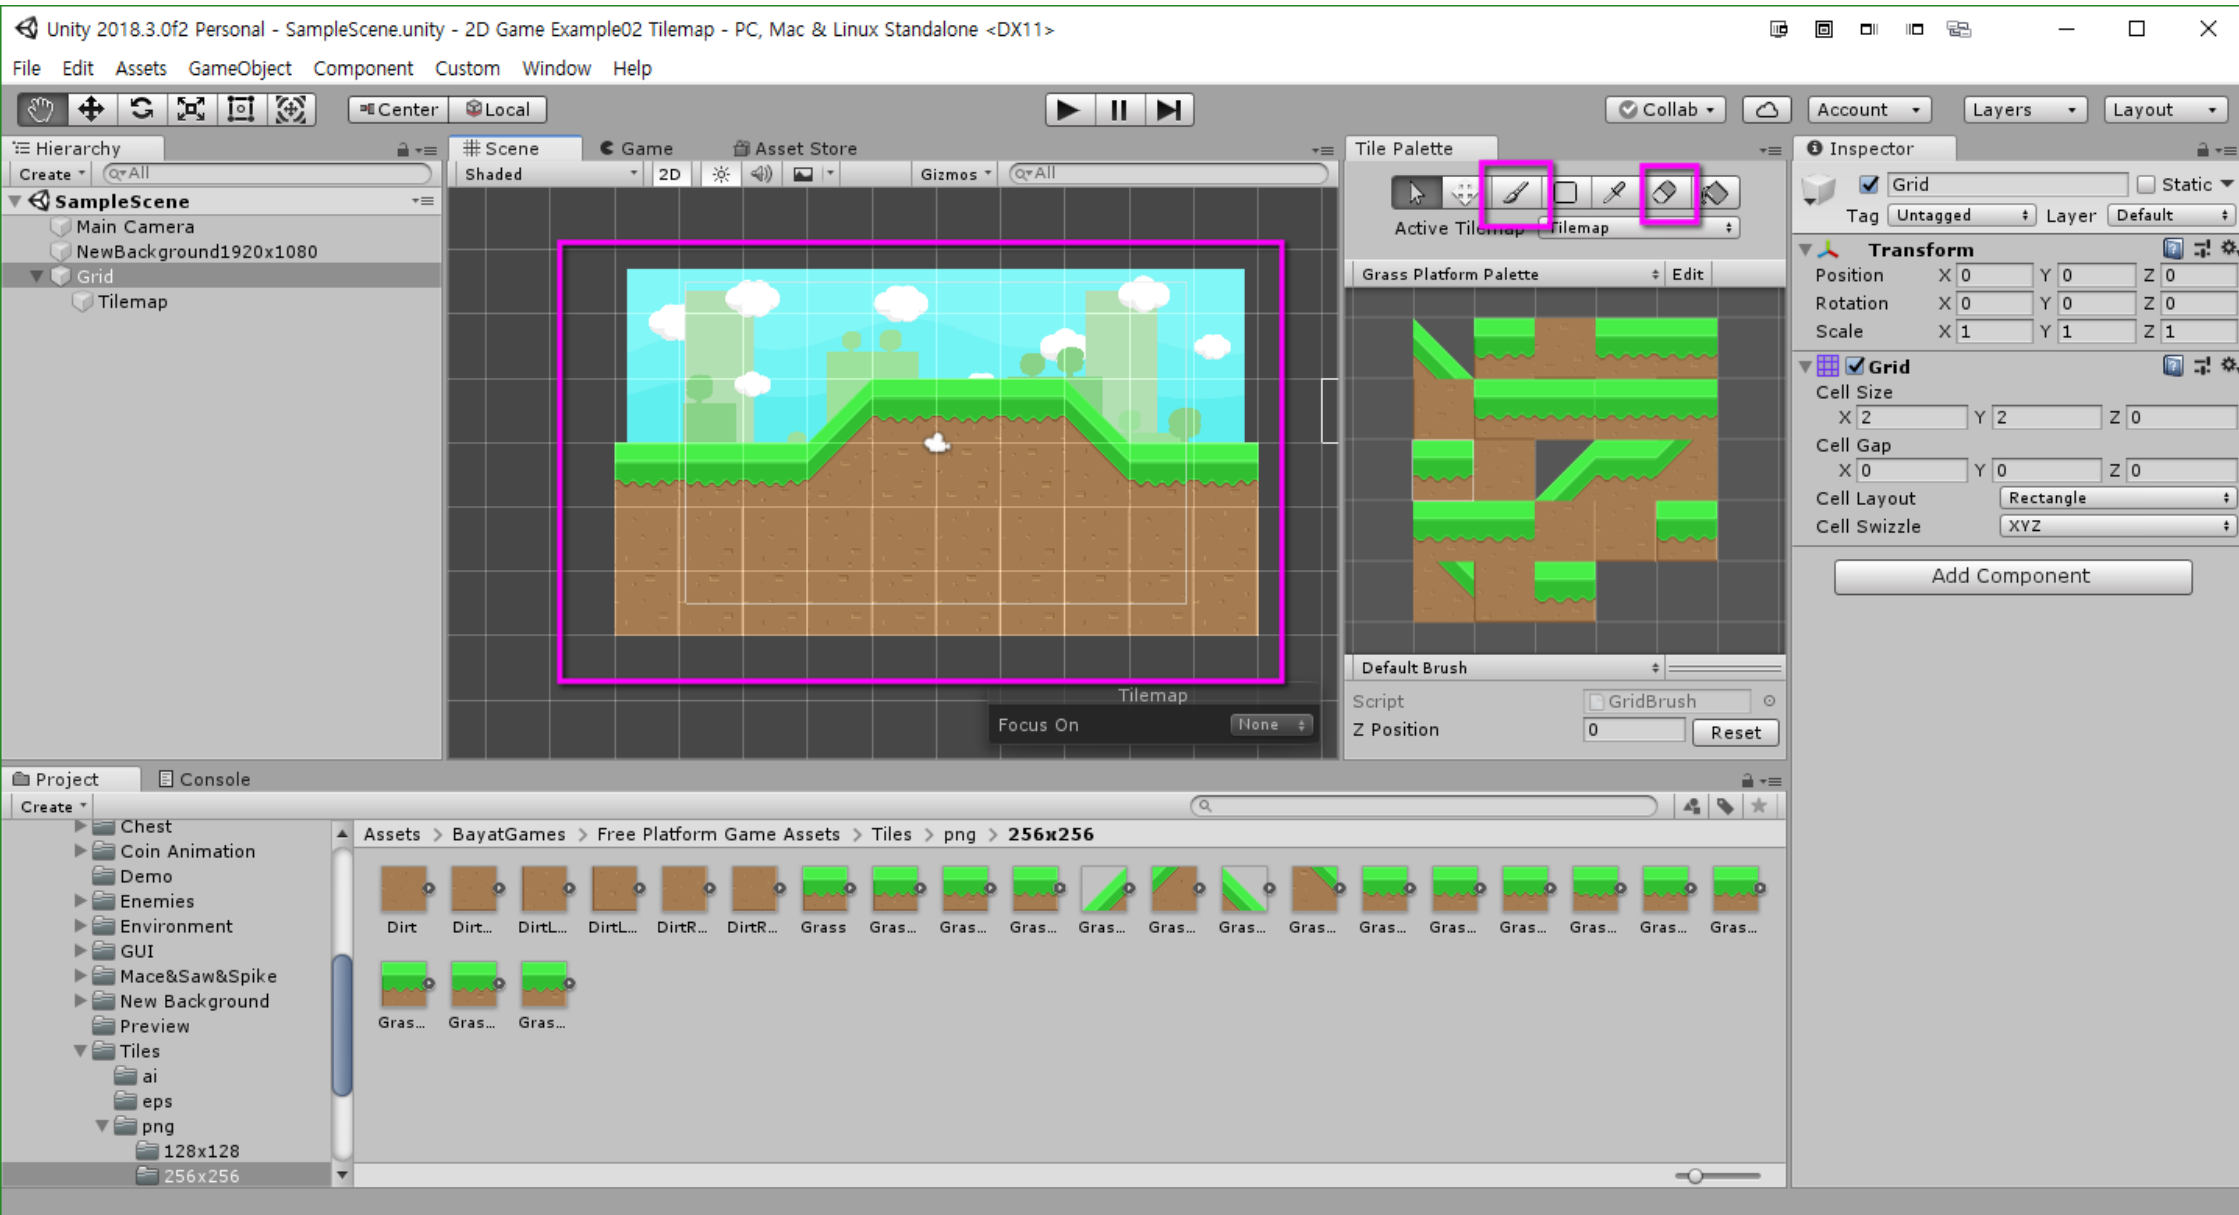 Unity 2018.3.0f2 Personal - SampleScene.unity - 2D Game Example02 Tilemap - PC, Mac & Linux Standalone <DX11>
File Edit Assets GameObject Component Custom Window Help
Center Local Collab Account Layers Layout
Hierarchy
Create All
SampleScene
Main Camera
NewBackground1920x1080
Grid
Tilemap
Scene Game Asset Store
Shaded 2D Gizmos All
Tilemap
Focus On None
Tile Palette
Active Tilemap Tilemap
Grass Platform Palette Edit
Default Brush
Script GridBrush
Z Position 0 Reset
Inspector
Grid Static
Tag Untagged Layer Default
Transform
Position X 0 Y 0 Z 0
Rotation X 0 Y 0 Z 0
Scale X 1 Y 1 Z 1
Grid
Cell Size
X 2 Y 2 Z 0
Cell Gap
X 0 Y 0 Z 0
Cell Layout Rectangle
Cell Swizzle XYZ
Add Component
Project Console
Create
Chest
Coin Animation
Demo
Enemies
Environment
GUI
Mace&Saw&Spike
New Background
Preview
Tiles
ai
eps
png
128x128
256x256
Assets > BayatGames > Free Platform Game Assets > Tiles > png > 256x256
Dirt Dirt... DirtL... DirtL... DirtR... DirtR... Grass Gras... Gras... Gras... Gras... Gras... Gras... Gras... Gras... Gras... Gras... Gras... Gras... Gras...
Gras... Gras... Gras...